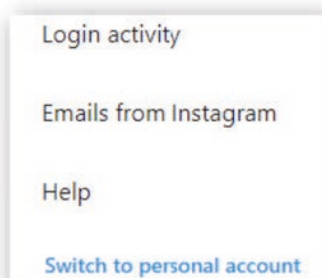 Login activity
Emails from Instagram
Help
Switch to personal account